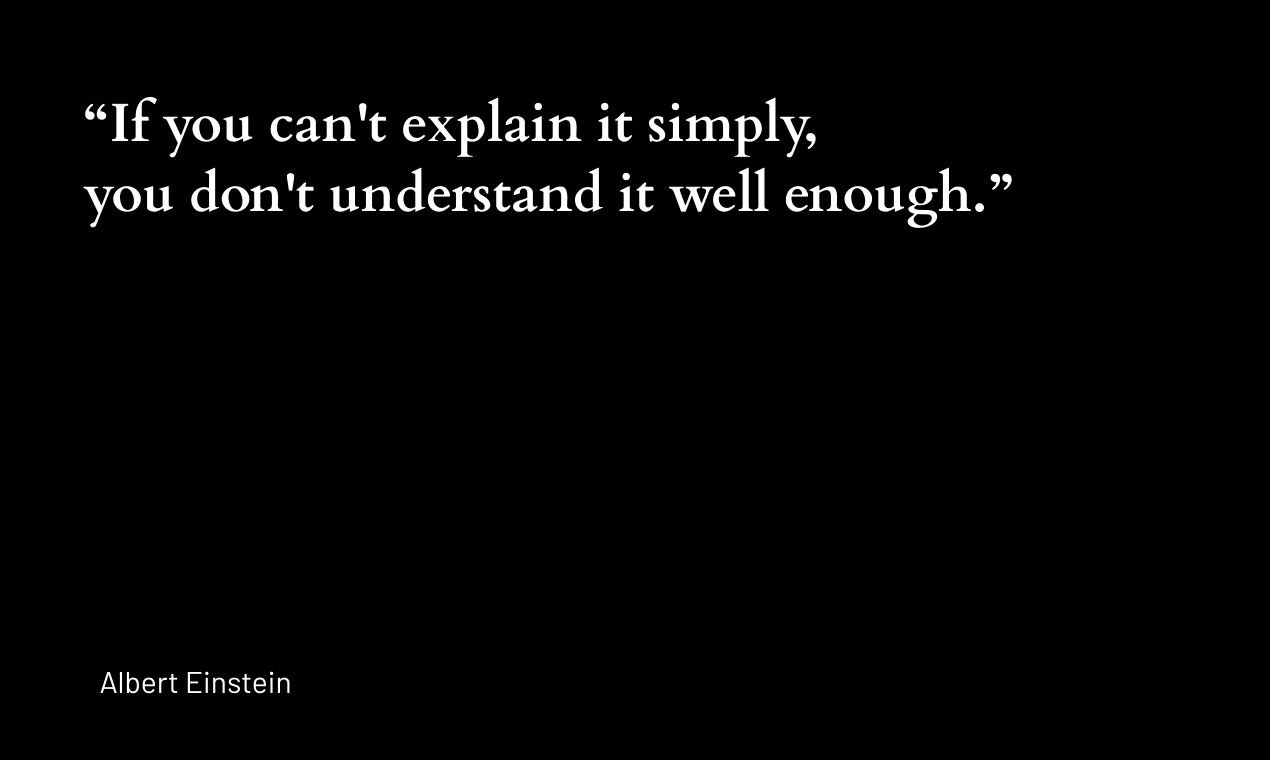 “If you can't explain it simply,
you don't understand it well enough.”
Albert Einstein